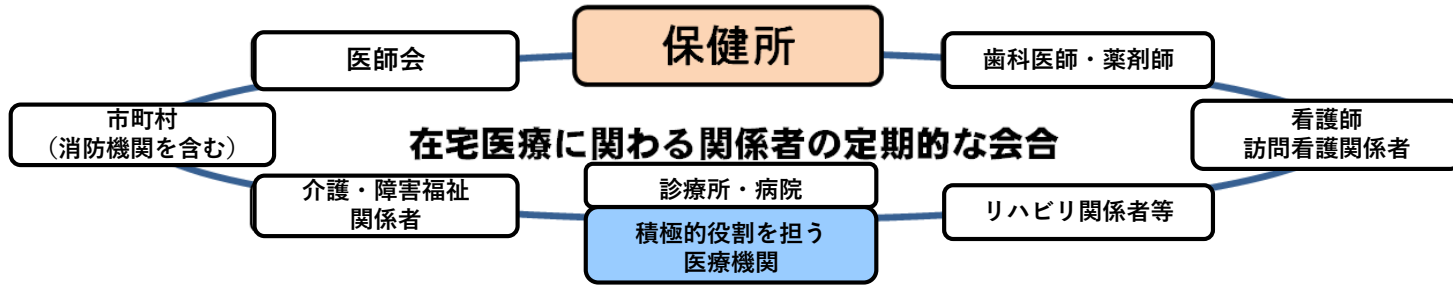 保健所
医師会
歯科医師・薬剤師
市町村
（消防機関を含む）
在宅医療に関わる関係者の定期的な会合
看護師
訪問看護関係者
介護・障害福祉
関係者
診療所・病院
リハビリ関係者等
積極的役割を担う
医療機関